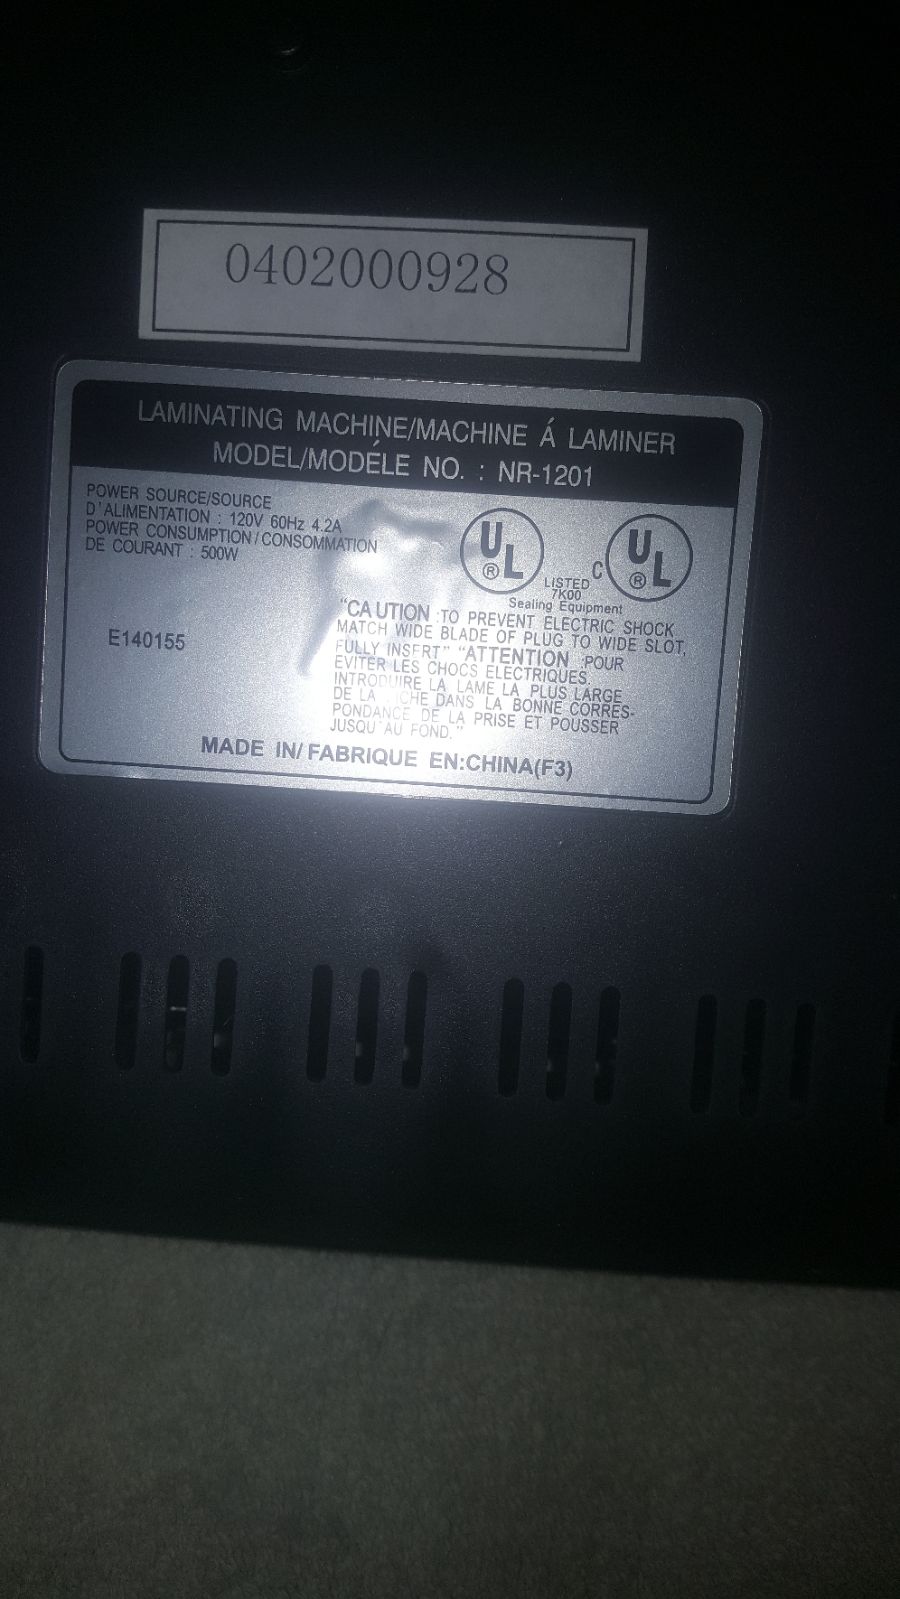 0402000928
LAMINATING MACHINE/MACHINE Á LAMINER
MODEL/MODÉLE NO. : NR-1201
POWER SOURCE/SOURCE
D'ALIMENTATION : 120V 60Hz 4.2A
POWER CONSUMPTION/CONSOMMATION
DE COURANT : 500W
E140155
UL ®
LISTED
7K00
Sealing Equipment
C UL ®
"CAUTION :TO PREVENT ELECTRIC SHOCK
MATCH WIDE BLADE OF PLUG TO WIDE SLOT,
FULLY INSERT" "ATTENTION :POUR
EVITER LES CHOCS ELECTRIQUES.
INTRODUIRE LA LAME LA PLUS LARGE
DE LA DANS LA BONNE CORRES-
PONDANCE DE LA PRISE ET POUSSER
JUSQU'AU FOND."
MADE IN/FABRIQUE EN:CHINA(F3)